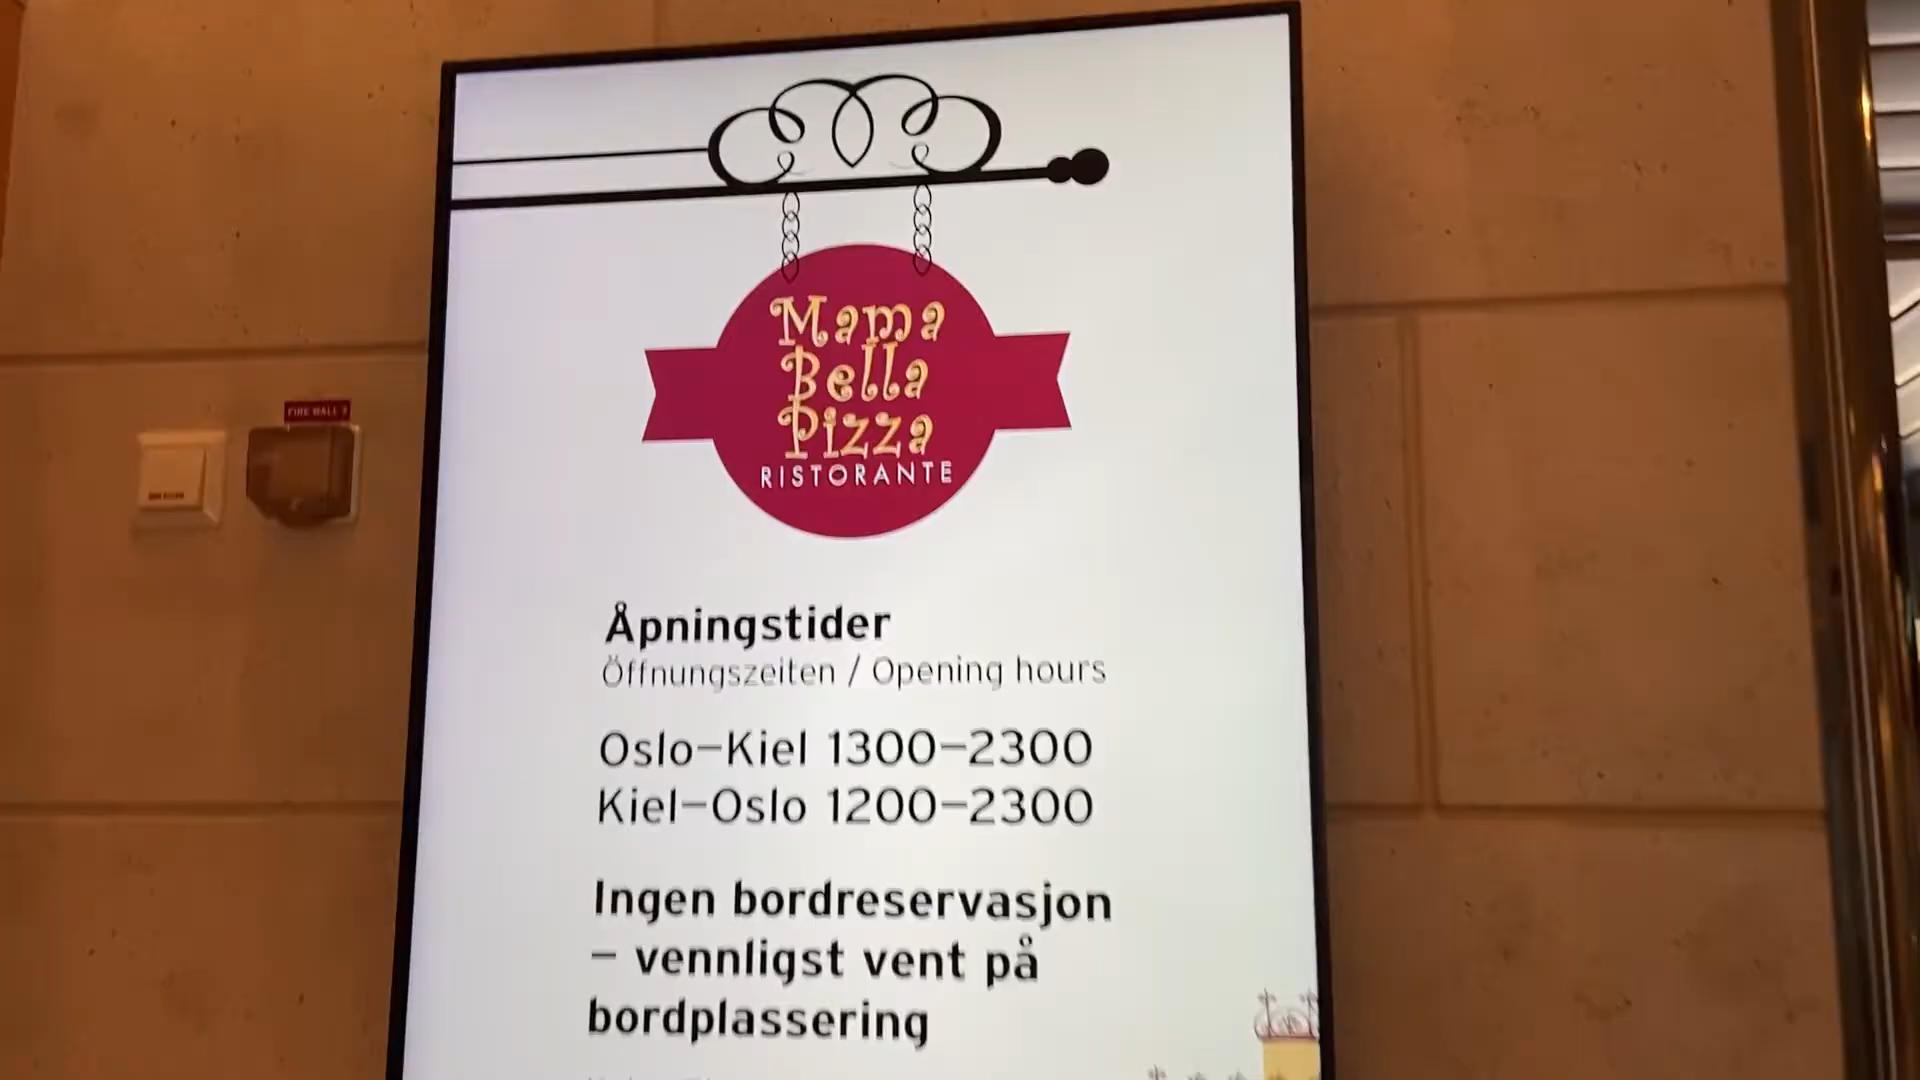 Mama
Bella
Pizza
RISTORANTE
FIRE WALL 3
Åpningstider
Öffnungszeiten / Opening hours
Oslo–Kiel 1300–2300
Kiel–Oslo 1200–2300
Ingen bordreservasjon
– vennligst vent på
bordplassering